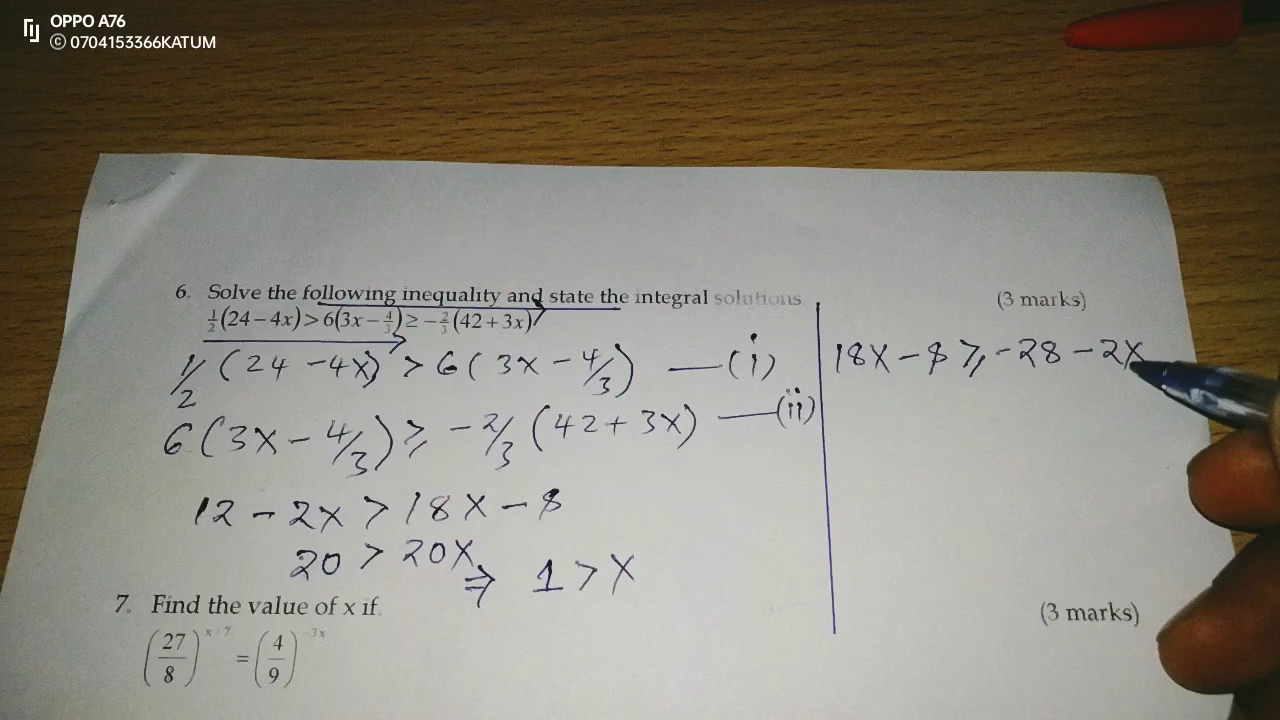 OPPO A76
© 0704153366KATUM
6. Solve the following inequality and state the integral solutions (3 marks)
½(24 − 4x) > 6(3x − 4/3) ≥ −⅔(42 + 3x)
1/2 (24 − 4x) > 6(3x − 4/3) — (i)
6(3x − 4/3) ≥ −2/3 (42 + 3x) — (ii)
12 − 2x > 18x − 8
20 > 20x ⇒ 1 > x
18x − 8 ≥ −28 − 2x
7. Find the value of x if (3 marks)
(27/8)^(x+7) = (4/9)^(−3x)